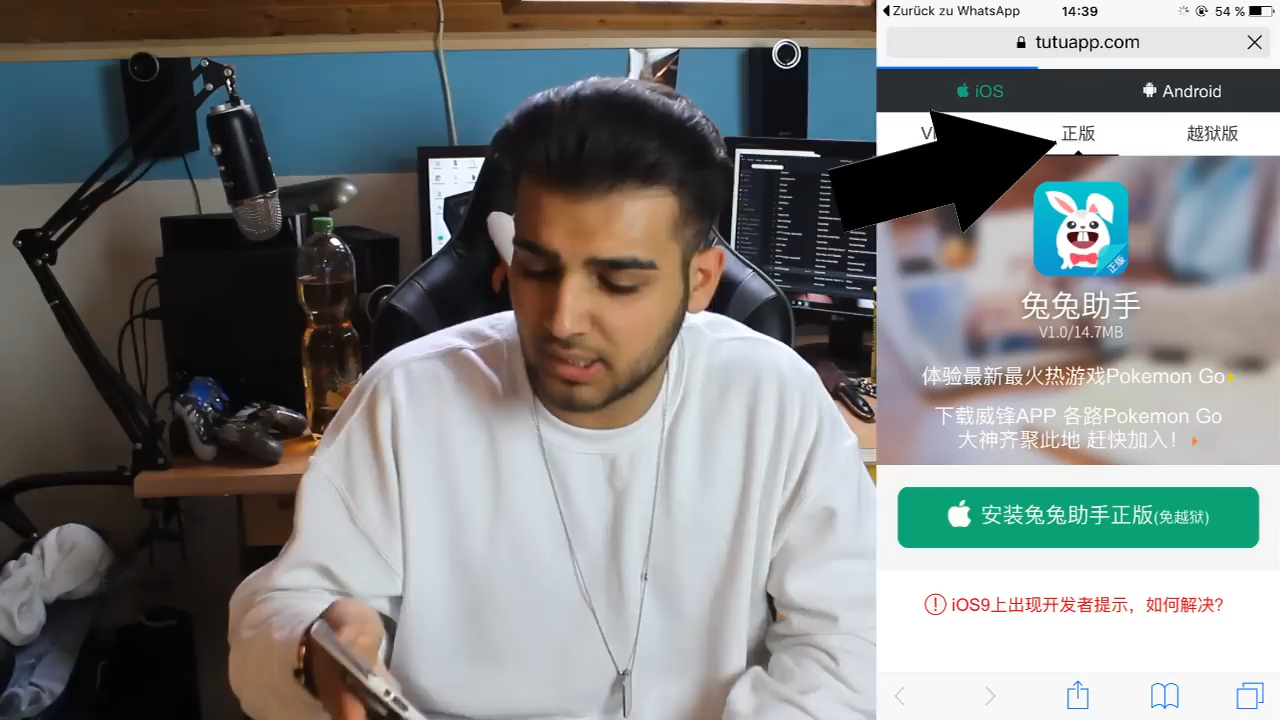 Zurück zu WhatsApp
14:39
54 %
tutuapp.com
iOS
Android
正版
越狱版
正版
兔兔助手
V1.0/14.7MB
体验最新最火热游戏Pokemon Go
下载威锋APP 各路Pokemon Go
大神齐聚此地 赶快加入！
安装兔兔助手正版(免越狱)
iOS9上出现开发者提示，如何解决?